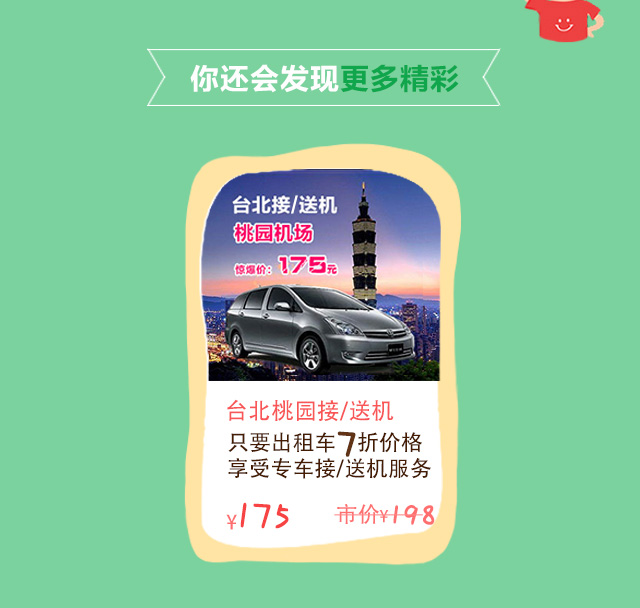 你还会发现更多精彩
台北接/送机
桃园机场
惊爆价：175元
台北桃园接/送机
只要出租车7折价格
享受专车接/送机服务
¥175 市价¥198